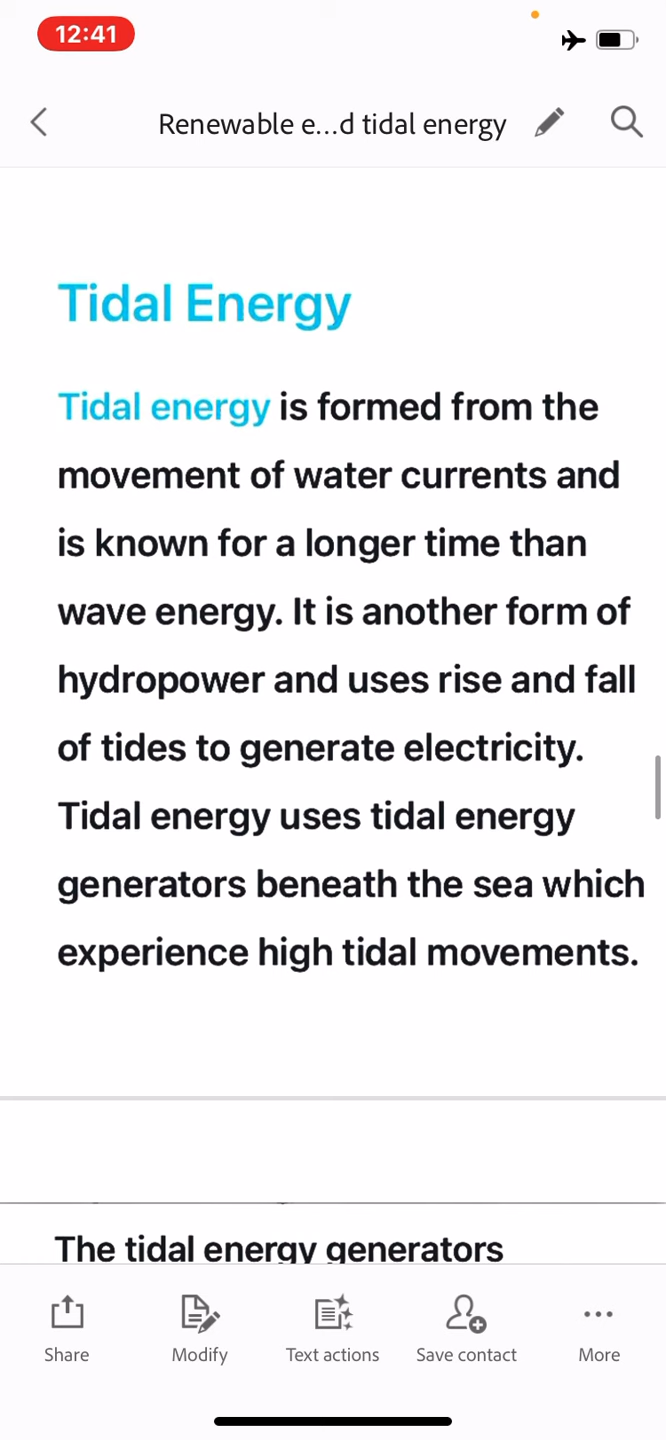 12:41
Renewable e...d tidal energy
Tidal Energy
Tidal energy is formed from the
movement of water currents and
is known for a longer time than
wave energy. It is another form of
hydropower and uses rise and fall
of tides to generate electricity.
Tidal energy uses tidal energy
generators beneath the sea which
experience high tidal movements.
The tidal energy generators
Share
Modify
Text actions
Save contact
More